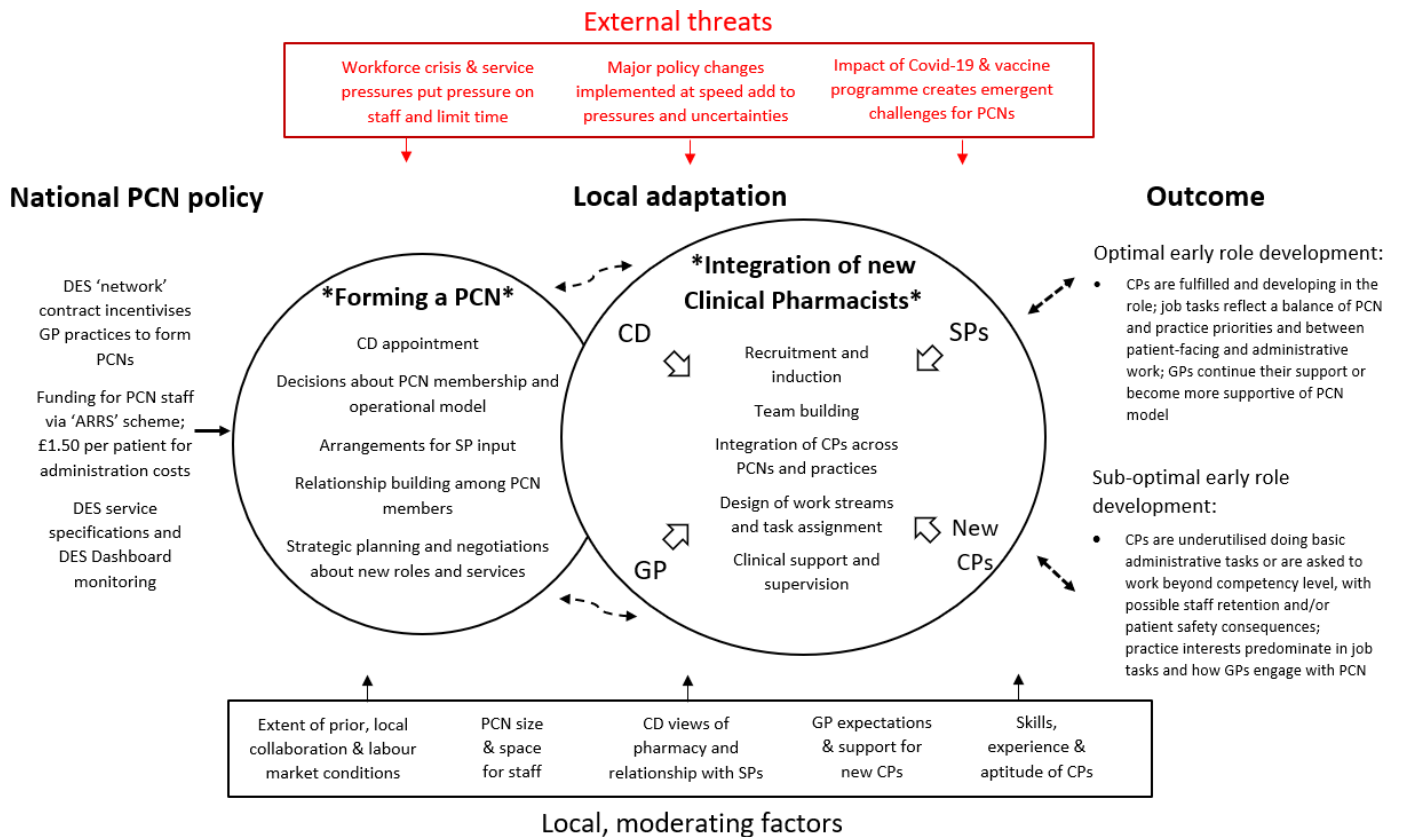 External threats
Workforce crisis & service
pressures put pressure on
staff and limit time
Major policy changes
implemented at speed add to
pressures and uncertainties
Impact of Covid-19 & vaccine
programme creates emergent
challenges for PCNs
National PCN policy
Local adaptation
Outcome
DES ‘network’
contract incentivises
GP practices to form
PCNs
Funding for PCN staff
via ‘ARRS’ scheme;
£1.50 per patient for
administration costs
DES service
specifications and
DES Dashboard
monitoring
*Forming a PCN*
CD appointment
Decisions about PCN membership and
operational model
Arrangements for SP input
Relationship building among PCN
members
Strategic planning and negotiations
about new roles and services
*Integration of new
Clinical Pharmacists*
CD
SPs
Recruitment and
induction
Team building
Integration of CPs across
PCNs and practices
Design of work streams
and task assignment
Clinical support and
supervision
GP
New
CPs
Optimal early role development:
• CPs are fulfilled and developing in the
role; job tasks reflect a balance of PCN
and practice priorities and between
patient-facing and administrative
work; GPs continue their support or
become more supportive of PCN
model
Sub-optimal early role
development:
• CPs are underutilised doing basic
administrative tasks or are asked to
work beyond competency level, with
possible staff retention and/or
patient safety consequences;
practice interests predominate in job
tasks and how GPs engage with PCN
Extent of prior, local
collaboration & labour
market conditions
PCN size
& space
for staff
CD views of
pharmacy and
relationship with SPs
GP expectations
& support for
new CPs
Skills,
experience &
aptitude of CPs
Local, moderating factors